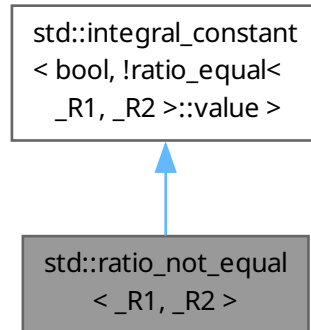 std::integral_constant
< bool, !ratio_equal<
_R1, _R2 >::value >
std::ratio_not_equal
< _R1, _R2 >